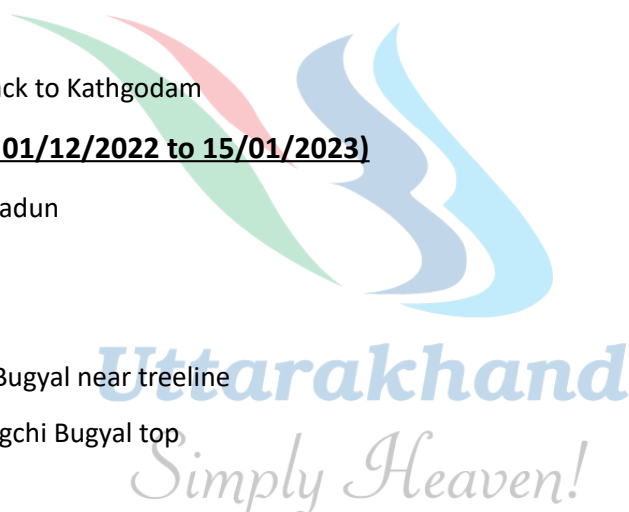 ck to Kathgodam
01/12/2022 to 15/01/2023)
adun
Bugyal near treeline
gchi Bugyal top
Uttarakhand
Simply Heaven!